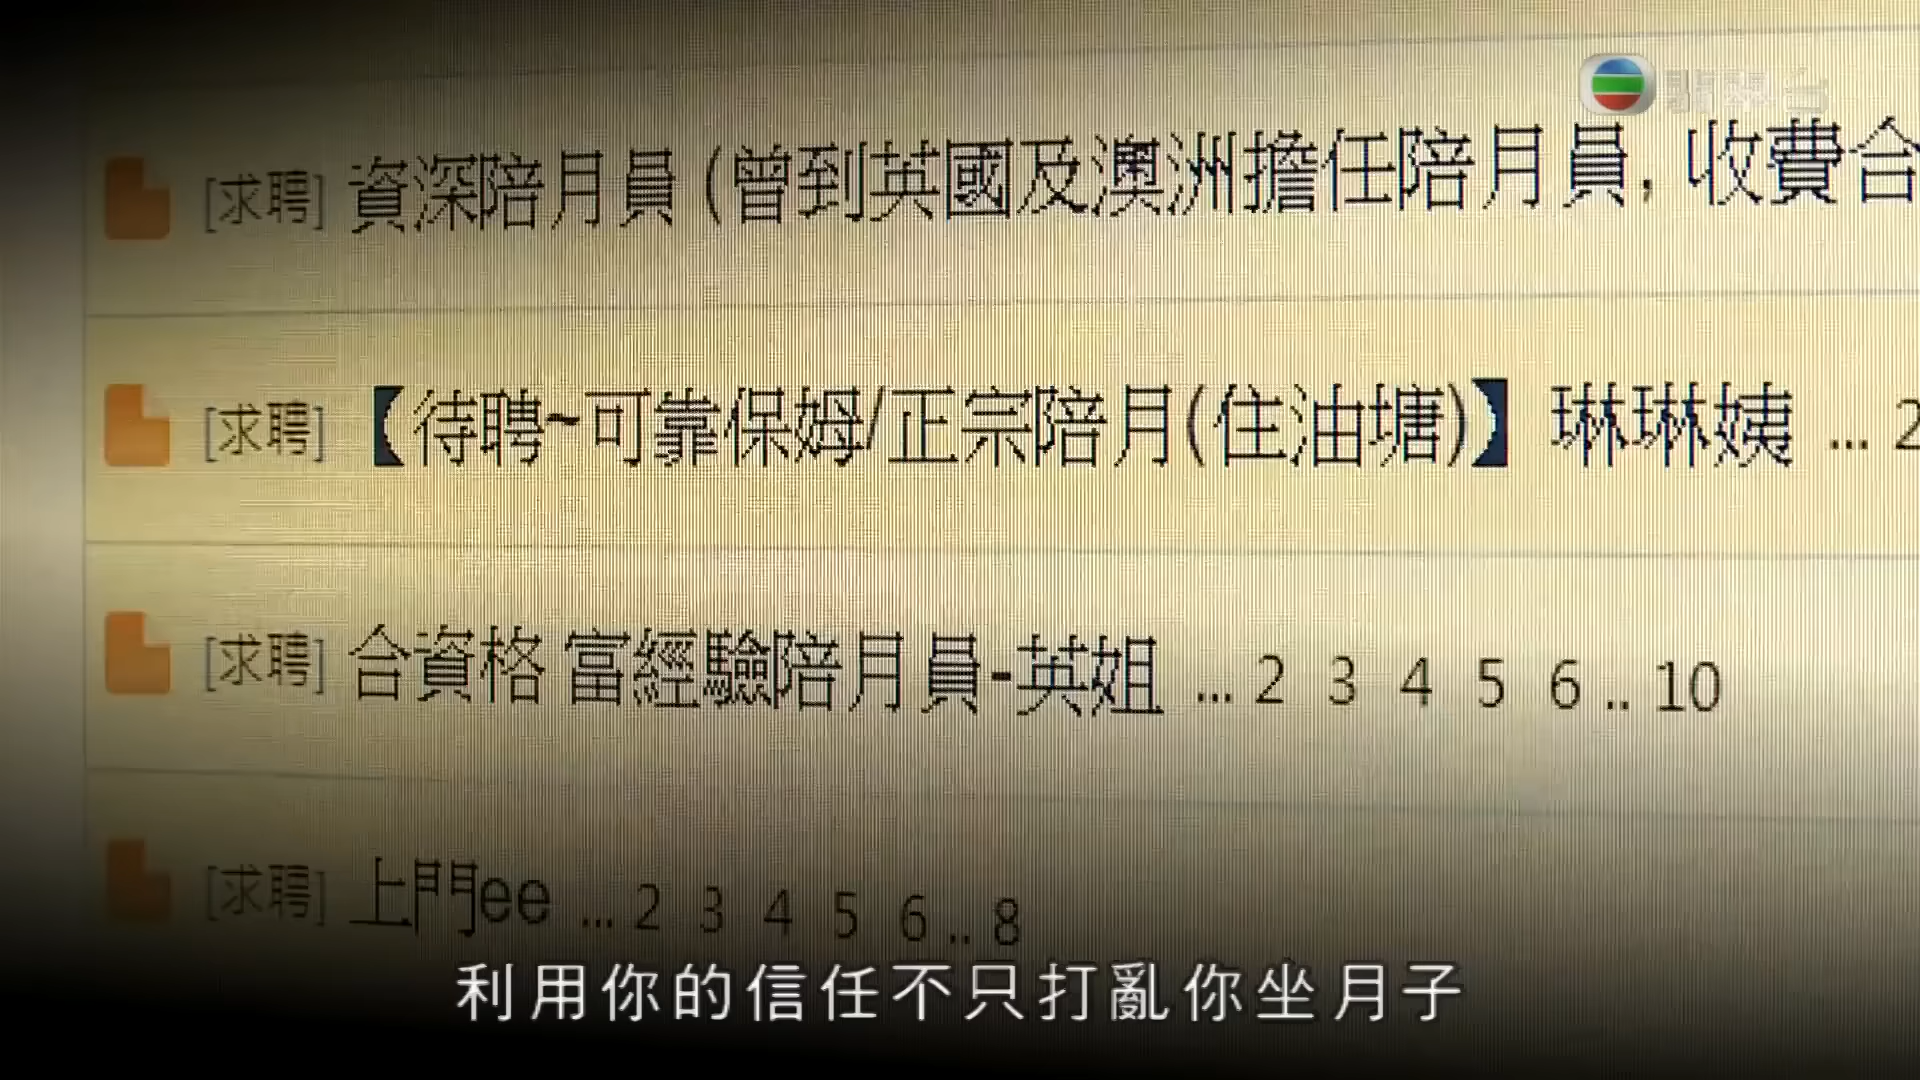 翡翠台
[求聘] 資深陪月員 (曾到英國及澳洲擔任陪月員, 收費合
[求聘] 【待聘~可靠保姆/正宗陪月(住油塘)】 琳琳姨 ... 2
[求聘] 合資格 富經驗陪月員-英姐 ... 2 3 4 5 6 .. 10
[求聘] 上門ee ... 2 3 4 5 6 .. 8
利用你的信任不只打亂你坐月子